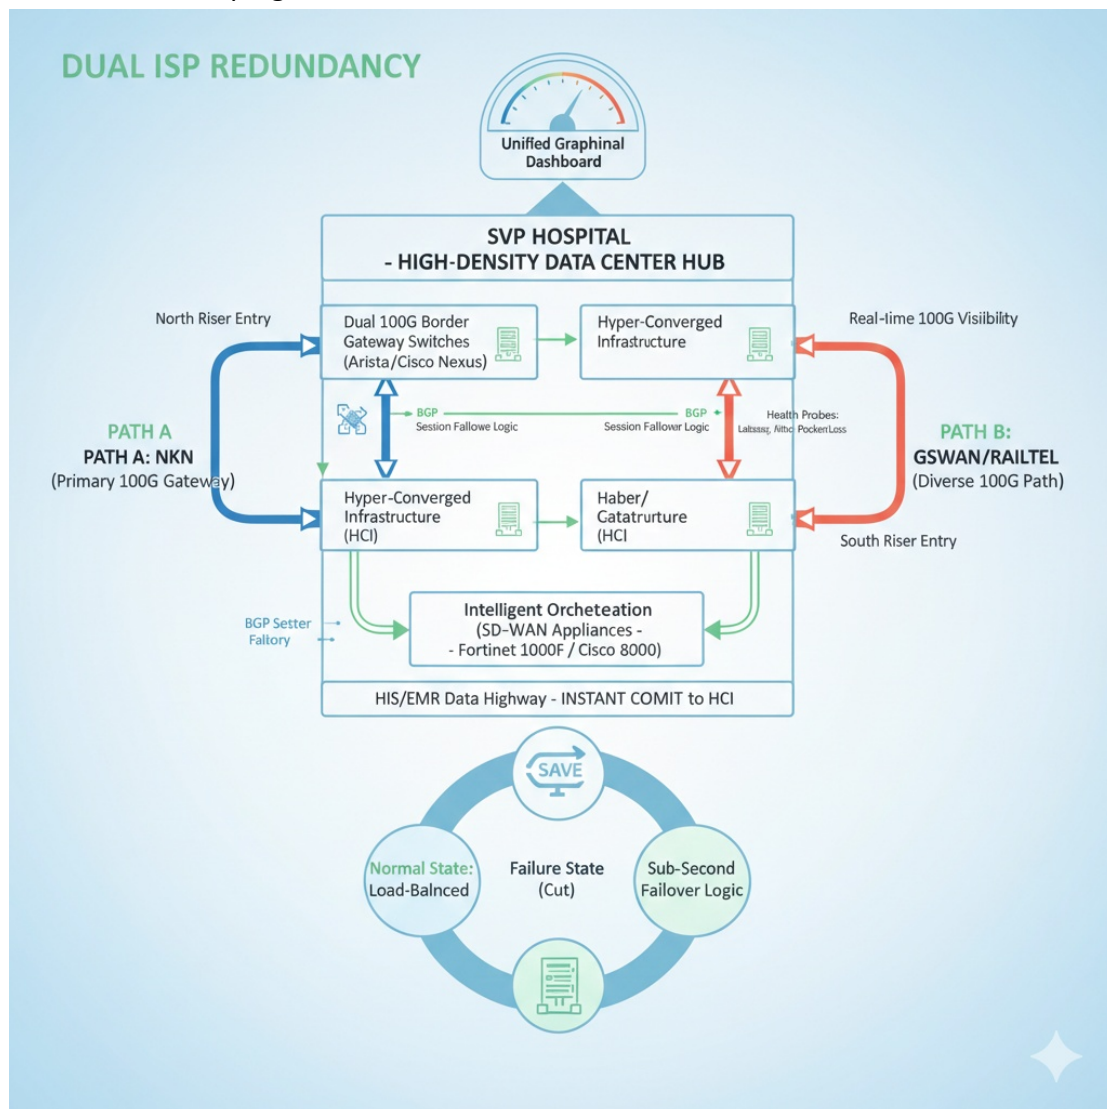 DUAL ISP REDUNDANCY
Unified Graphinal
Dashboard
SVP HOSPITAL
- HIGH-DENSITY DATA CENTER HUB
North Riser Entry
Dual 100G Border
Gateway Switches
(Arista/Cisco Nexus)
Hyper-Converged
Infrastructure
Real-time 100G Visiibility
BGP
Session Fallowe Logic
BGP
Session Fallover Logic
Health Probes:
PATH A
PATH A: NKN
(Primary 100G Gateway)
PATH B:
GSWAN/RAILTEL
(Diverse 100G Path)
Hyper-Converged
Infrastructure
(HCI)
Haber/
Gatatrurture
(HCI
South Riser Entry
Intelligent Orcheteation
(SD-WAN Appliances -
- Fortinet 1000F / Cisco 8000)
BGP Setter
Faltory
HIS/EMR Data Highway - INSTANT COMIT to HCI
SAVE
Normal State:
Load-Balnced
Failure State
(Cut)
Sub-Second
Failover Logic